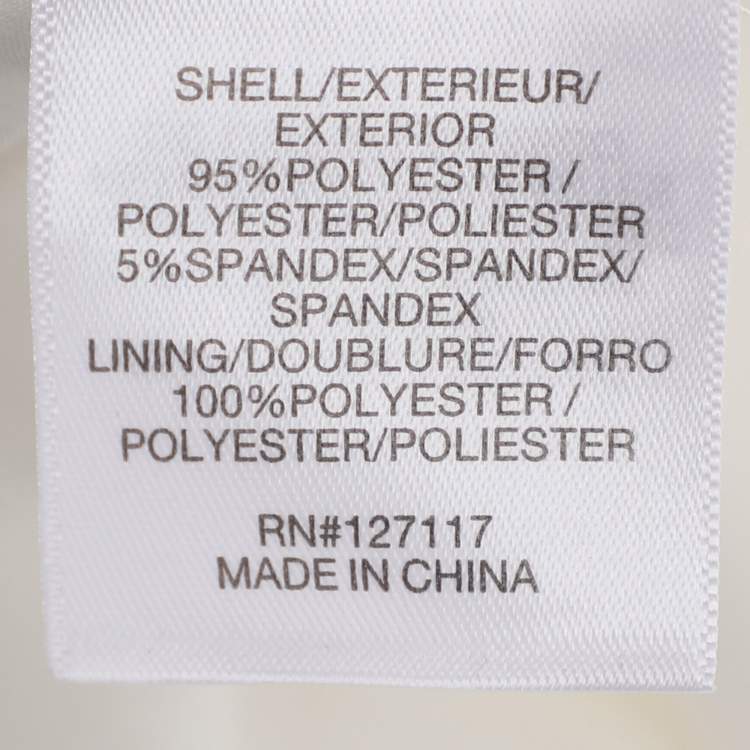 SHELL/EXTERIEUR/
EXTERIOR
95%POLYESTER/
POLYESTER/POLIESTER
5%SPANDEX/SPANDEX/
SPANDEX
LINING/DOUBLURE/FORRO
100%POLYESTER/
POLYESTER/POLIESTER
RN#127117
MADE IN CHINA